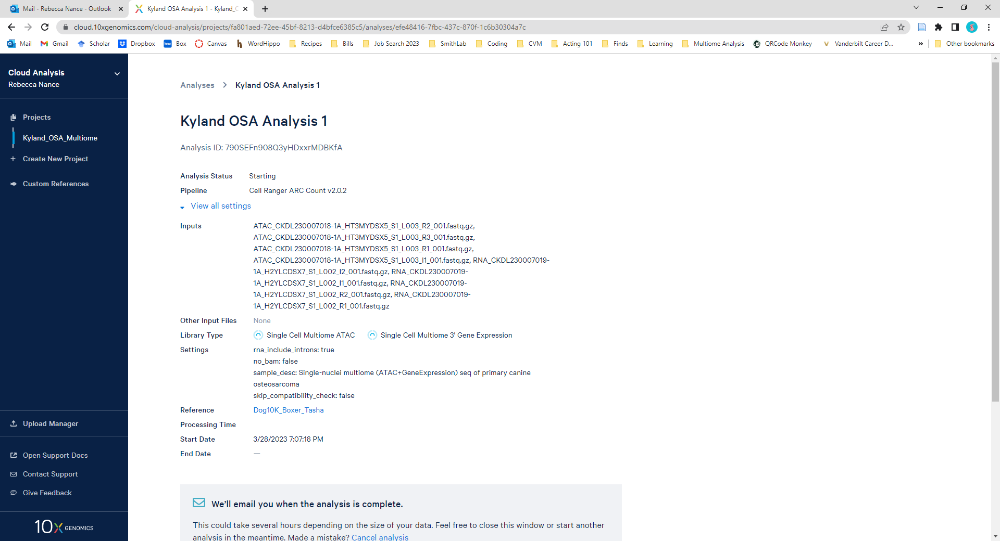 Mail - Rebecca Nance - Outlook
Kyland OSA Analysis 1 - Kyland_
cloud.10xgenomics.com/cloud-analysis/projects/fa801aed-72ee-45bf-8213-d4bfce6385c5/analyses/efe48416-7fbc-437c-870f-1c6b30304a7c
Mail Gmail Scholar Dropbox Box Canvas WordHippo Recipes Bills Job Search 2023 SmithLab Coding CVM Acting 101 Finds Learning Multiome Analysis QRCode Monkey Vanderbilt Career D... » Other bookmarks
Cloud Analysis
Rebecca Nance
Projects
Kyland_OSA_Multiome
Create New Project
Custom References
Upload Manager
Open Support Docs
Contact Support
Give Feedback
10X GENOMICS
Analyses > Kyland OSA Analysis 1
Kyland OSA Analysis 1
Analysis ID: 790SEFn908Q3yHDxxrMDBKfA
Analysis Status Starting
Pipeline Cell Ranger ARC Count v2.0.2
View all settings
Inputs ATAC_CKDL230007018-1A_HT3MYDSX5_S1_L003_R2_001.fastq.gz,
ATAC_CKDL230007018-1A_HT3MYDSX5_S1_L003_R3_001.fastq.gz,
ATAC_CKDL230007018-1A_HT3MYDSX5_S1_L003_R1_001.fastq.gz,
ATAC_CKDL230007018-1A_HT3MYDSX5_S1_L003_I1_001.fastq.gz, RNA_CKDL230007019-
1A_H2YLCDSX7_S1_L002_I2_001.fastq.gz, RNA_CKDL230007019-
1A_H2YLCDSX7_S1_L002_I1_001.fastq.gz, RNA_CKDL230007019-
1A_H2YLCDSX7_S1_L002_R2_001.fastq.gz, RNA_CKDL230007019-
1A_H2YLCDSX7_S1_L002_R1_001.fastq.gz
Other Input Files None
Library Type Single Cell Multiome ATAC Single Cell Multiome 3’ Gene Expression
Settings rna_include_introns: true
no_bam: false
sample_desc: Single-nuclei multiome (ATAC+GeneExpression) seq of primary canine
osteosarcoma
skip_compatibility_check: false
Reference Dog10K_Boxer_Tasha
Processing Time
Start Date 3/28/2023 7:07:18 PM
End Date —
We’ll email you when the analysis is complete.
This could take several hours depending on the size of your data. Feel free to close this window or start another
analysis in the meantime. Made a mistake? Cancel analysis